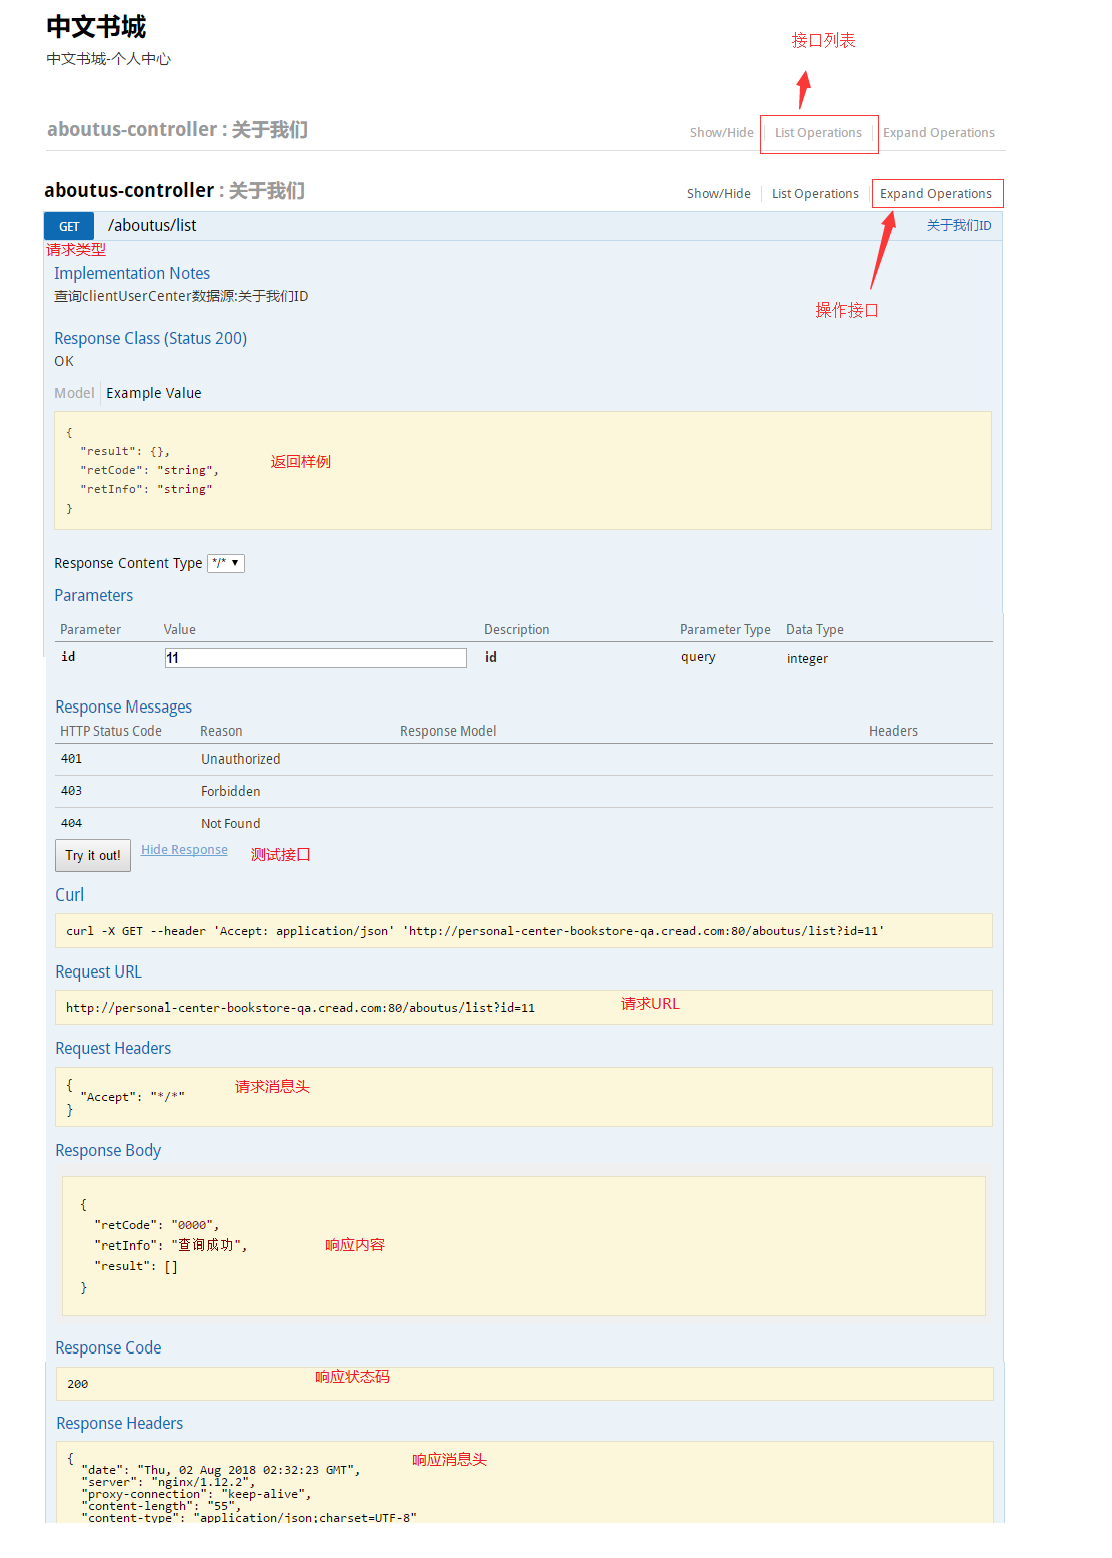 中文书城
中文书城-个人中心
接口列表
aboutus-controller : 关于我们
Show/Hide
List Operations
Expand Operations
aboutus-controller : 关于我们
Show/Hide
List Operations
Expand Operations
GET
/aboutus/list
关于我们ID
请求类型
Implementation Notes
查询clientUserCenter数据源:关于我们ID
操作接口
Response Class (Status 200)
OK
Model
Example Value
{
"result": {},
"retCode": "string",
"retInfo": "string"
}
返回样例
Response Content Type */*
Parameters
Parameter
Value
Description
Parameter Type
Data Type
id
11
id
query
integer
Response Messages
HTTP Status Code
Reason
Response Model
Headers
401
Unauthorized
403
Forbidden
404
Not Found
Try it out!
Hide Response
测试接口
Curl
curl -X GET --header 'Accept: application/json' 'http://personal-center-bookstore-qa.cread.com:80/aboutus/list?id=11'
Request URL
http://personal-center-bookstore-qa.cread.com:80/aboutus/list?id=11
请求URL
Request Headers
{
"Accept": "*/*"
}
请求消息头
Response Body
{
"retCode": "0000",
"retInfo": "查询成功",
"result": []
}
响应内容
Response Code
200
响应状态码
Response Headers
{
"date": "Thu, 02 Aug 2018 02:32:23 GMT",
"server": "nginx/1.12.2",
"proxy-connection": "keep-alive",
"content-length": "55",
"content-type": "application/json;charset=UTF-8"
响应消息头